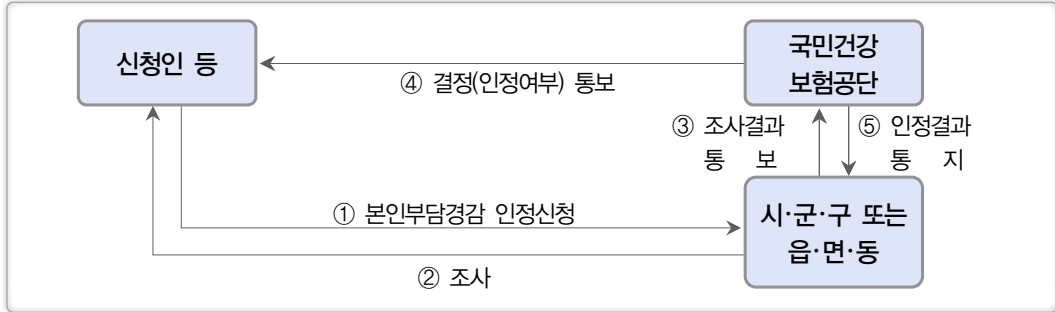 신청인 등
국민건강
보험공단
④ 결정(인정여부) 통보
③ 조사결과
통 보
⑤ 인정결과
통 지
① 본인부담경감 인정신청
시·군·구 또는
읍·면·동
② 조사